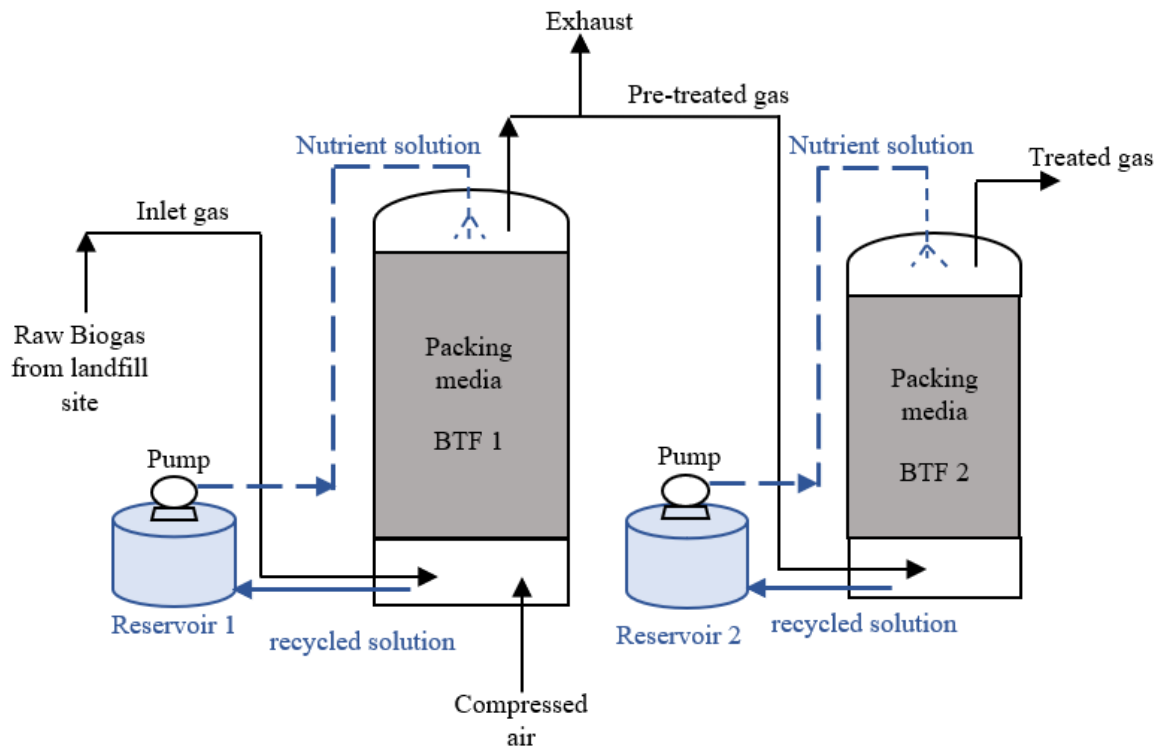 Exhaust
Pre-treated gas
Nutrient solution
Nutrient solution
Treated gas
Inlet gas
Raw Biogas
from landfill
site
Packing
media
BTF 1
Packing
media
BTF 2
Pump
Pump
Reservoir 1
recycled solution
Reservoir 2
recycled solution
Compressed
air